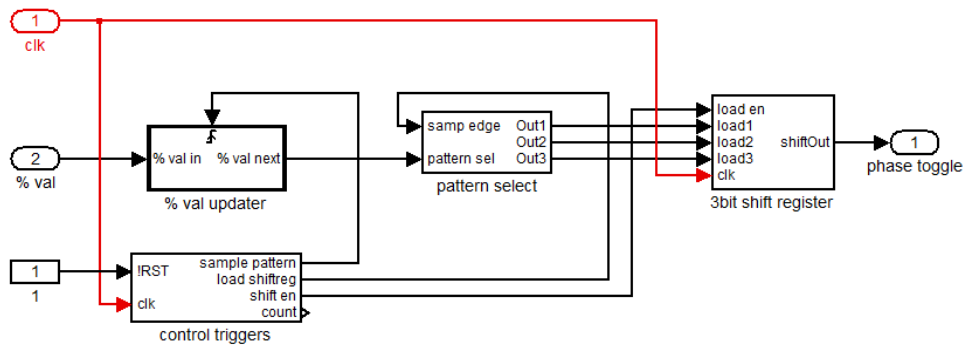 1
clk
2
% val
% val in
% val next
% val updater
samp edge
pattern sel
Out1
Out2
Out3
pattern select
load en
load1
load2
load3
clk
shiftOut
3bit shift register
1
phase toggle
1
1
!RST
clk
sample pattern
load shiftreg
shift en
count
control triggers